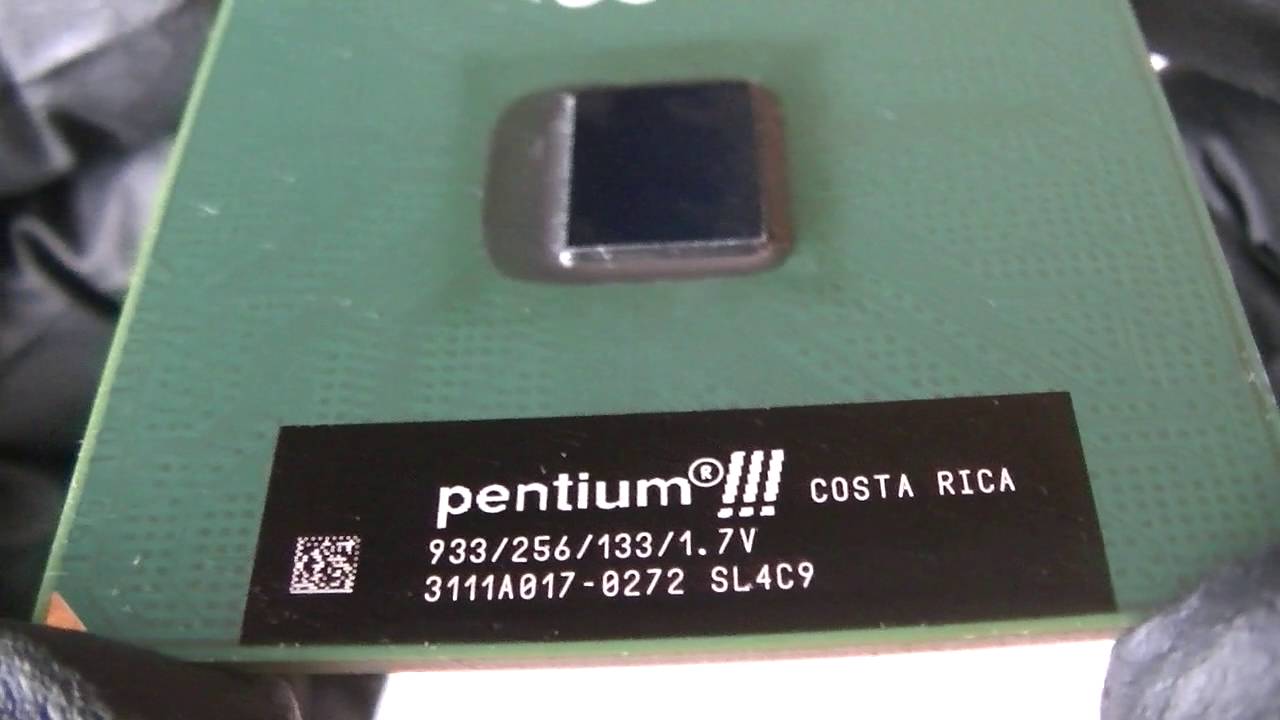 pentium®!!! COSTA RICA
933/256/133/1.7V
3111A017-0272 SL4C9